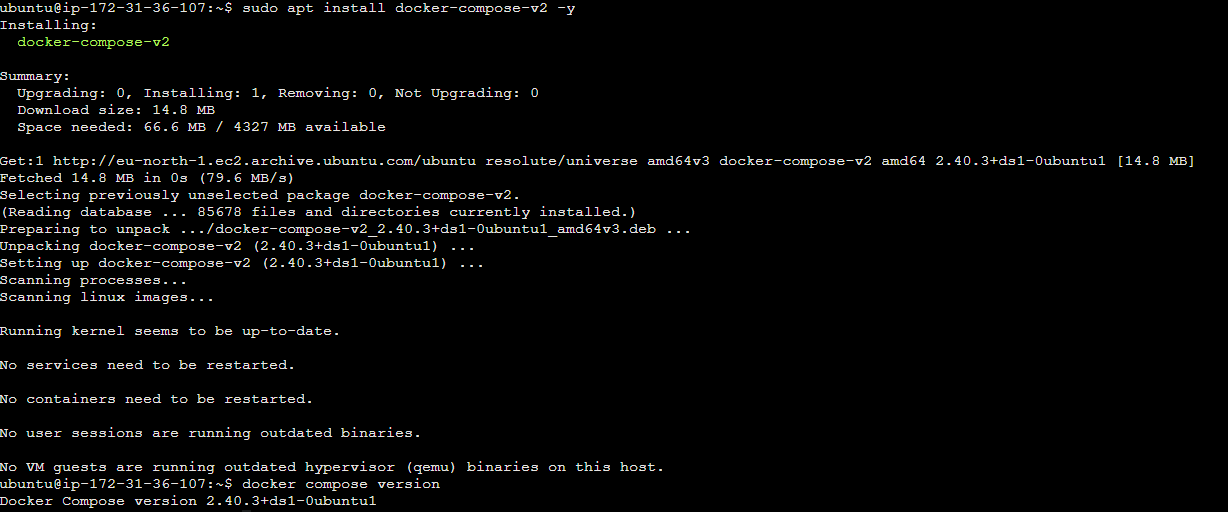 ubuntu@ip-172-31-36-107:~$ sudo apt install docker-compose-v2 -y
Installing:
  docker-compose-v2
Summary:
  Upgrading: 0, Installing: 1, Removing: 0, Not Upgrading: 0
  Download size: 14.8 MB
  Space needed: 66.6 MB / 4327 MB available
Get:1 http://eu-north-1.ec2.archive.ubuntu.com/ubuntu resolute/universe amd64v3 docker-compose-v2 amd64 2.40.3+ds1-0ubuntu1 [14.8 MB]
Fetched 14.8 MB in 0s (79.6 MB/s)
Selecting previously unselected package docker-compose-v2.
(Reading database ... 85678 files and directories currently installed.)
Preparing to unpack .../docker-compose-v2_2.40.3+ds1-0ubuntu1_amd64v3.deb ...
Unpacking docker-compose-v2 (2.40.3+ds1-0ubuntu1) ...
Setting up docker-compose-v2 (2.40.3+ds1-0ubuntu1) ...
Scanning processes...
Scanning linux images...
Running kernel seems to be up-to-date.
No services need to be restarted.
No containers need to be restarted.
No user sessions are running outdated binaries.
No VM guests are running outdated hypervisor (qemu) binaries on this host.
ubuntu@ip-172-31-36-107:~$ docker compose version
Docker Compose version 2.40.3+ds1-0ubuntu1